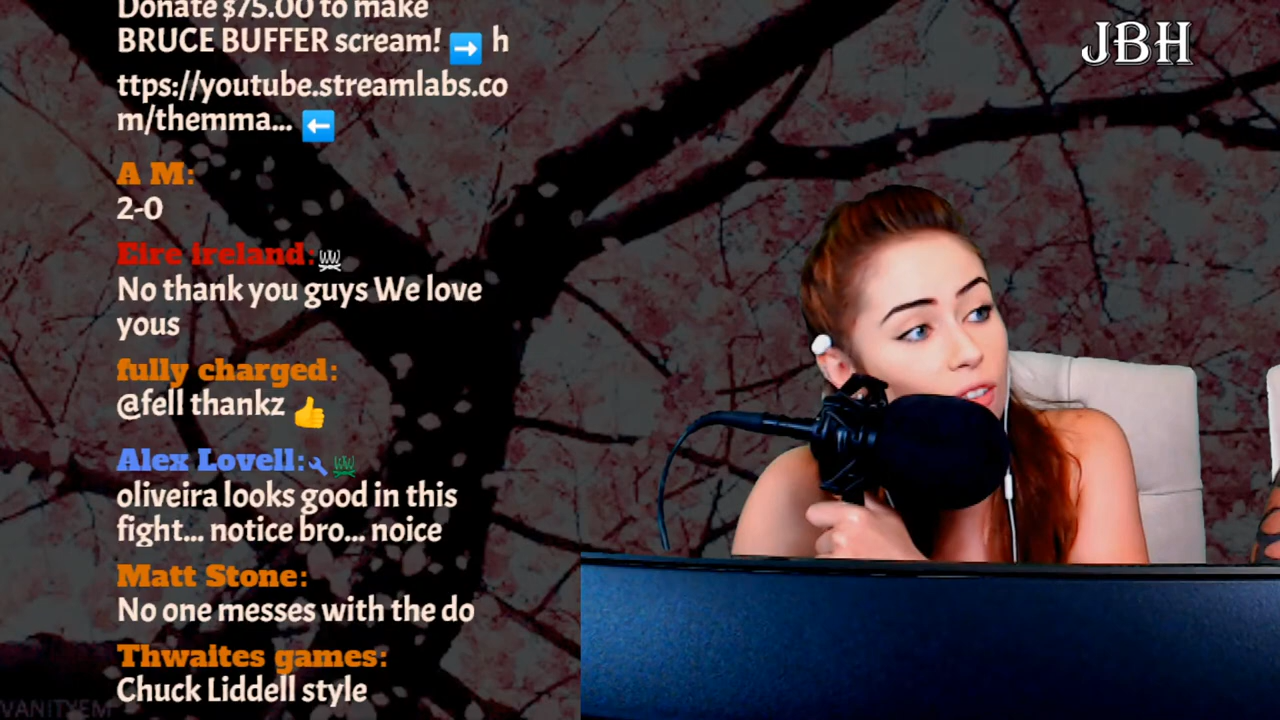 Donate $75.00 to make
BRUCE BUFFER scream! ➡️ h
ttps://youtube.streamlabs.co
m/themma... ⬅️
JBH
A M:
2-0
Eire ireland:
No thank you guys We love
yous
fully charged:
@fell thankz 👍
Alex Lovell:
oliveira looks good in this
fight... notice bro... noice
Matt Stone:
No one messes with the do
Thwaites games:
Chuck Liddell style
VANITYEM